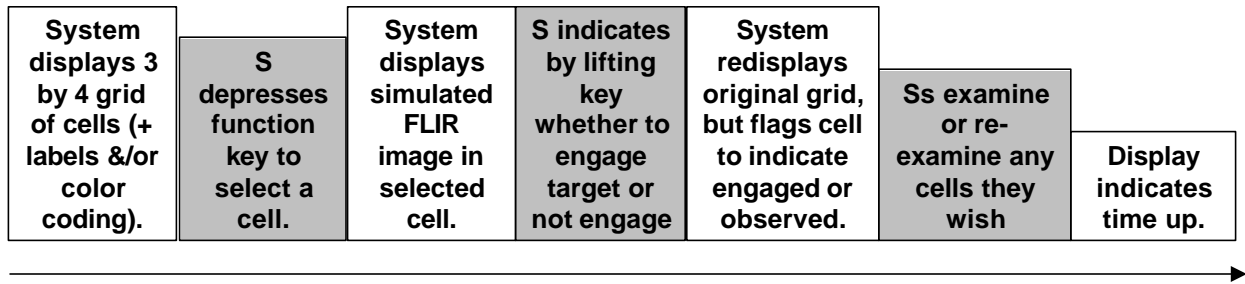 System
displays 3
by 4 grid
of cells (+
labels &/or
color
coding).
S
depresses
function
key to
select a
cell.
System
displays
simulated
FLIR
image in
selected
cell.
S indicates
by lifting
key
whether to
engage
target or
not engage
System
redisplays
original grid,
but flags cell
to indicate
engaged or
observed.
Ss examine
or re-
examine any
cells they
wish
Display
indicates
time up.